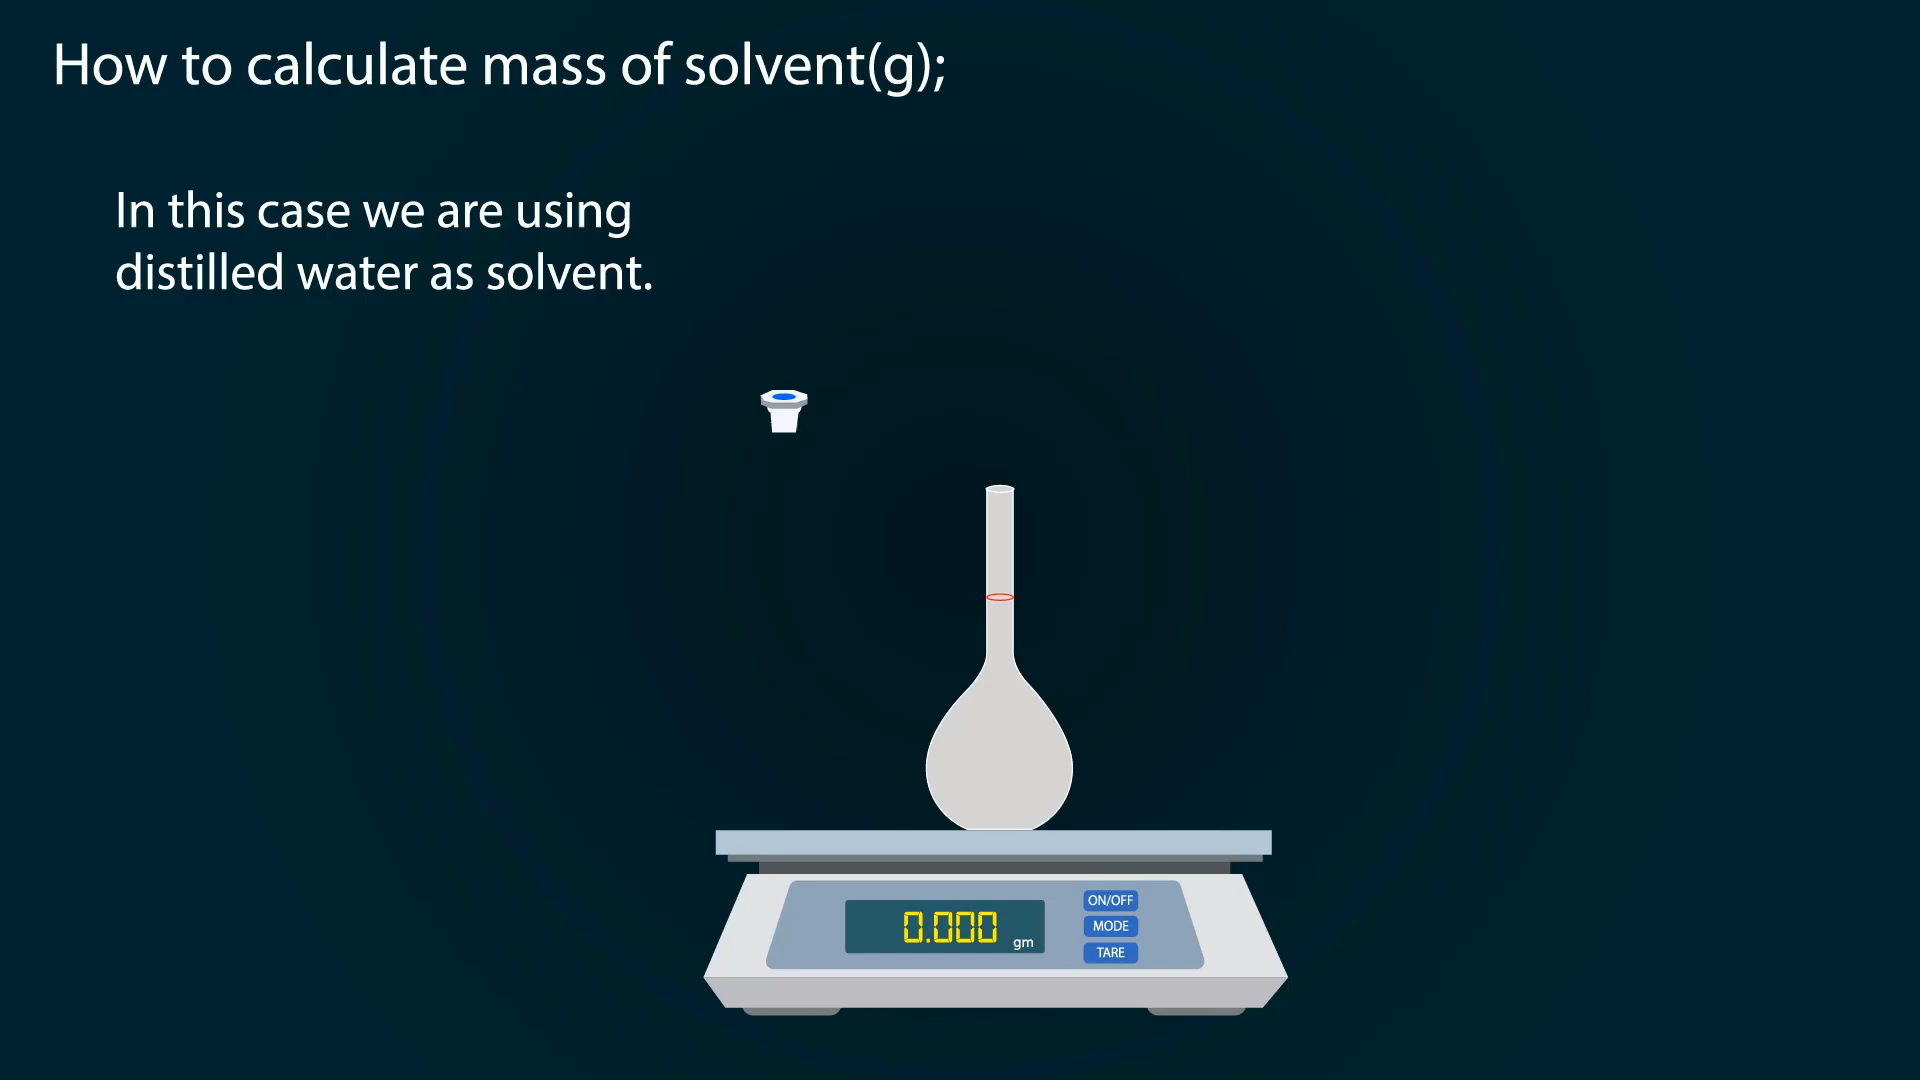 How to calculate mass of solvent(g);
In this case we are using
distilled water as solvent.
0.000
gm
ON/OFF
MODE
TARE